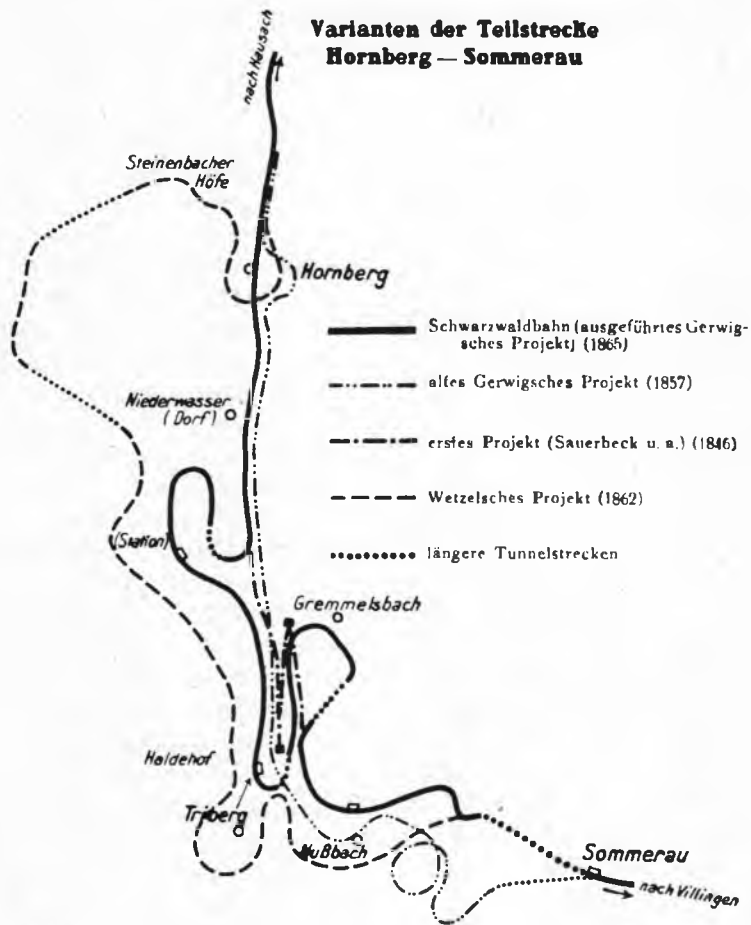 Varianten der Teilstrecke
Hornberg — Sommerau
nach Hausach
Steinenbacher
Höfe
Hornberg
Schwarzwaldbahn (ausgeführtes Gerwig-
sches Projekt) (1865)
altes Gerwigsches Projekt (1857)
Niederwasser
(Dorf)
erstes Projekt (Sauerbeck u. a.) (1846)
Wetzelsches Projekt (1862)
(Station)
längere Tunnelstrecken
Gremmelsbach
Haldehof
Triberg
Nußbach
Sommerau
nach Villingen